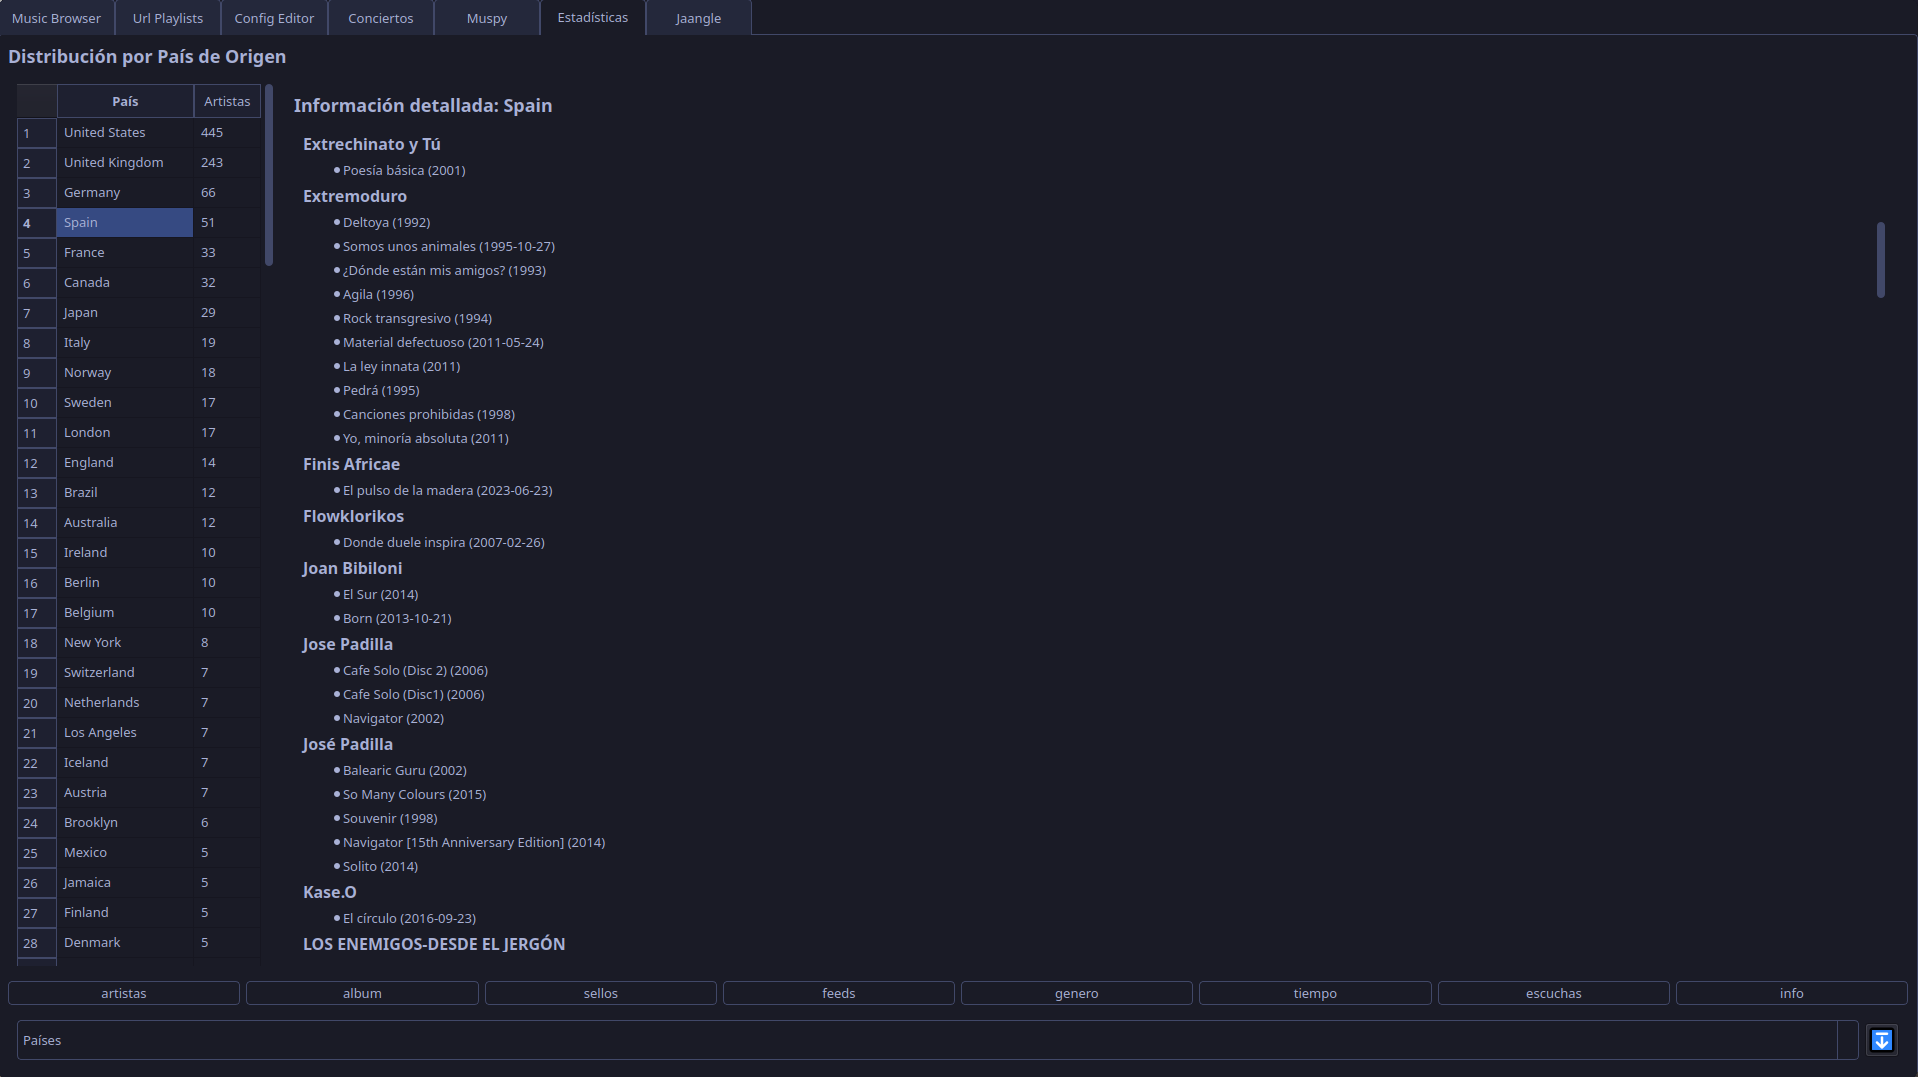 Music Browser
Url Playlists
Config Editor
Conciertos
Muspy
Estadísticas
Jaangle
Distribución por País de Origen
País Artistas
1 United States 445
2 United Kingdom 243
3 Germany 66
4 Spain 51
5 France 33
6 Canada 32
7 Japan 29
8 Italy 19
9 Norway 18
10 Sweden 17
11 London 17
12 England 14
13 Brazil 12
14 Australia 12
15 Ireland 10
16 Berlin 10
17 Belgium 10
18 New York 8
19 Switzerland 7
20 Netherlands 7
21 Los Angeles 7
22 Iceland 7
23 Austria 7
24 Brooklyn 6
25 Mexico 5
26 Jamaica 5
27 Finland 5
28 Denmark 5
Información detallada: Spain
Extrechinato y Tú
Poesía básica (2001)
Extremoduro
Deltoya (1992)
Somos unos animales (1995-10-27)
¿Dónde están mis amigos? (1993)
Agila (1996)
Rock transgresivo (1994)
Material defectuoso (2011-05-24)
La ley innata (2011)
Pedrá (1995)
Canciones prohibidas (1998)
Yo, minoría absoluta (2011)
Finis Africae
El pulso de la madera (2023-06-23)
Flowklorikos
Donde duele inspira (2007-02-26)
Joan Bibiloni
El Sur (2014)
Born (2013-10-21)
Jose Padilla
Cafe Solo (Disc 2) (2006)
Cafe Solo (Disc1) (2006)
Navigator (2002)
José Padilla
Balearic Guru (2002)
So Many Colours (2015)
Souvenir (1998)
Navigator [15th Anniversary Edition] (2014)
Solito (2014)
Kase.O
El círculo (2016-09-23)
LOS ENEMIGOS-DESDE EL JERGÓN
artistas
album
sellos
feeds
genero
tiempo
escuchas
info
Países